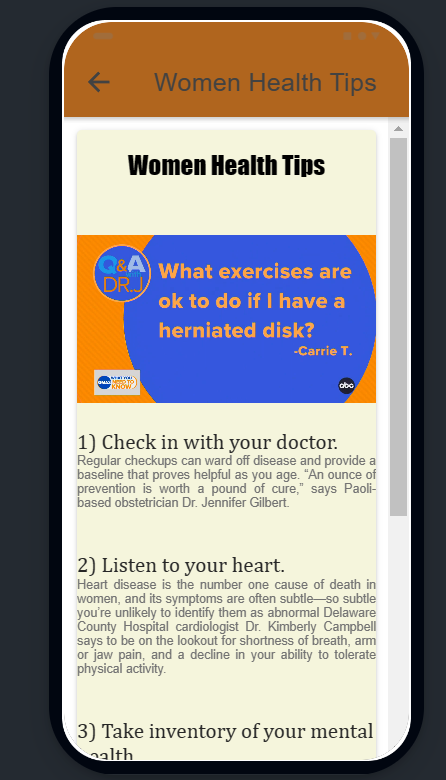 Women Health Tips
Women Health Tips
Q&A
DR.J
What exercises are
ok to do if I have a
herniated disk?
-Carrie T.
WHAT YOU
NEED TO
KNOW
abc
1) Check in with your doctor.
Regular checkups can ward off disease and provide a
baseline that proves helpful as you age. “An ounce of
prevention is worth a pound of cure,” says Paoli-
based obstetrician Dr. Jennifer Gilbert.
2) Listen to your heart.
Heart disease is the number one cause of death in
women, and its symptoms are often subtle—so subtle
you’re unlikely to identify them as abnormal Delaware
County Hospital cardiologist Dr. Kimberly Campbell
says to be on the lookout for shortness of breath, arm
or jaw pain, and a decline in your ability to tolerate
physical activity.
3) Take inventory of your mental